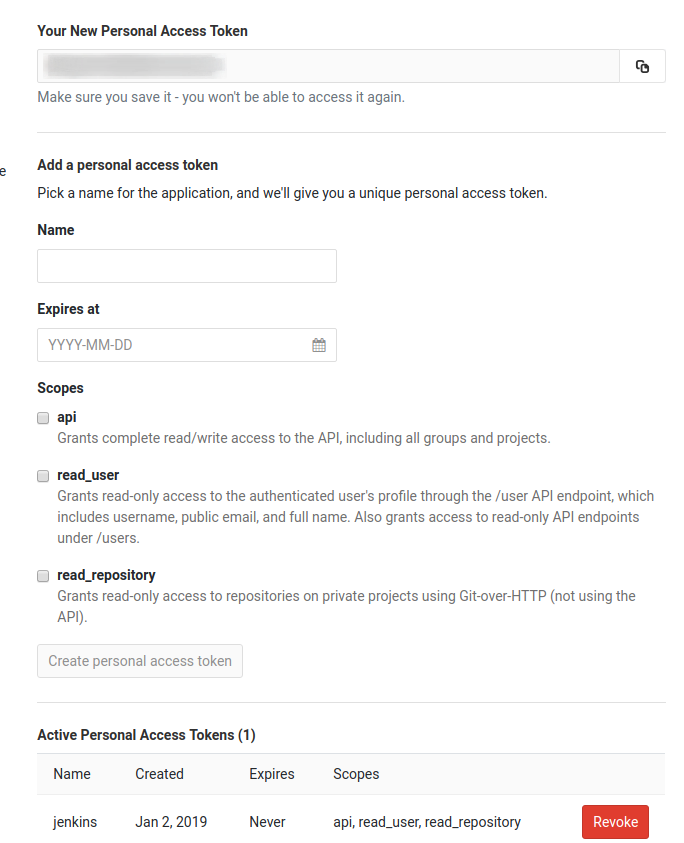 Your New Personal Access Token
Make sure you save it - you won't be able to access it again.
e
Add a personal access token
Pick a name for the application, and we'll give you a unique personal access token.
Name
Expires at
YYYY-MM-DD
Scopes
api
Grants complete read/write access to the API, including all groups and projects.
read_user
Grants read-only access to the authenticated user's profile through the /user API endpoint, which
includes username, public email, and full name. Also grants access to read-only API endpoints
under /users.
read_repository
Grants read-only access to repositories on private projects using Git-over-HTTP (not using the
API).
Create personal access token
Active Personal Access Tokens (1)
Name Created Expires Scopes
jenkins Jan 2, 2019 Never api, read_user, read_repository Revoke